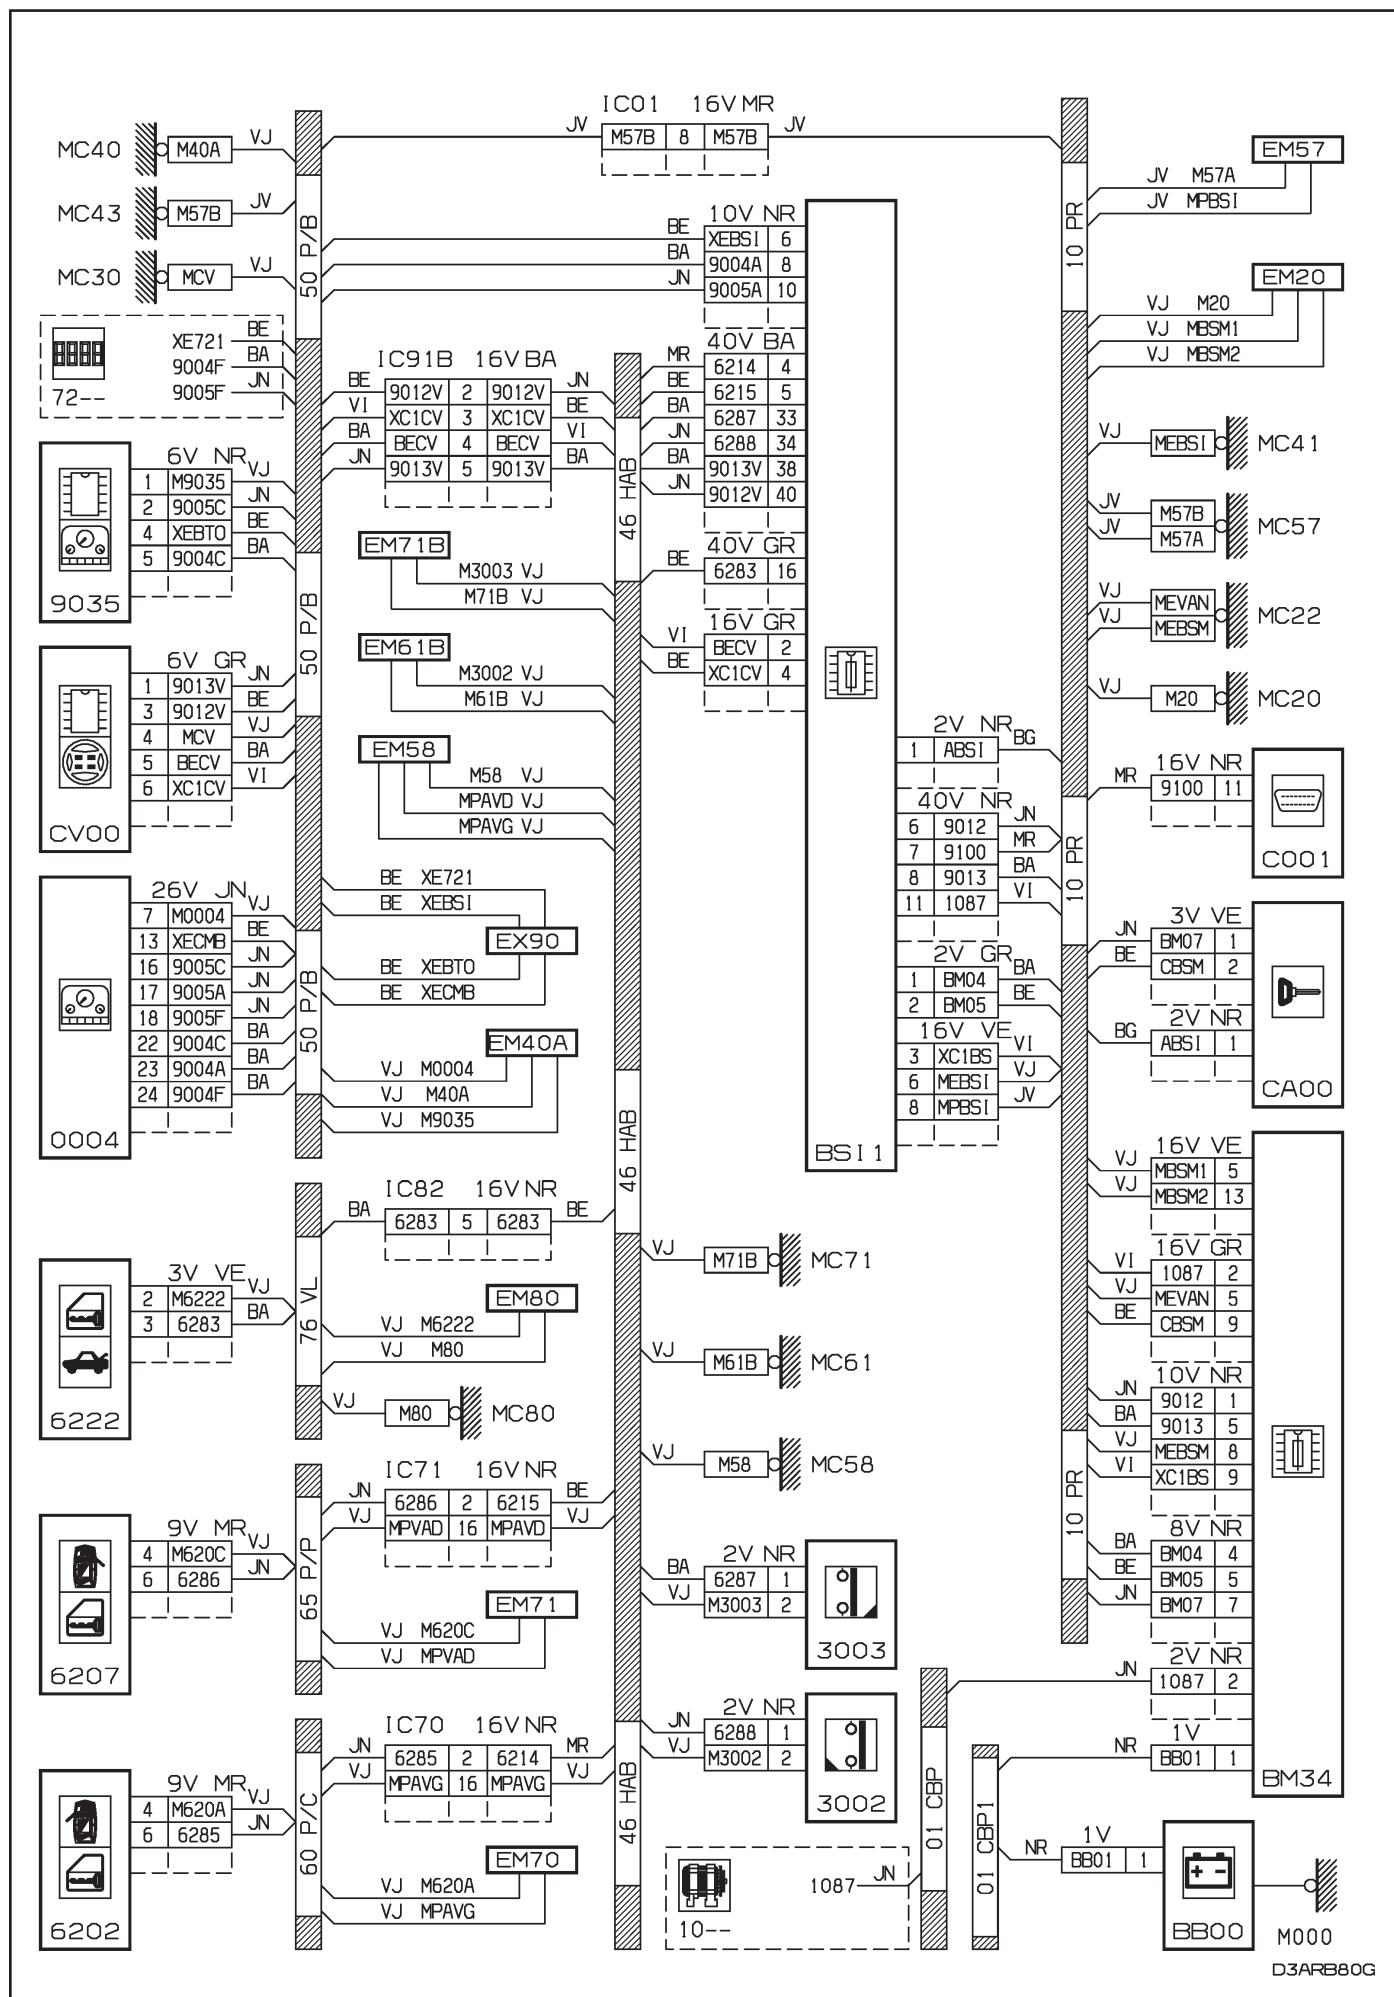 IC01 16V MR
MC40 M40A VJ
JV M57B 8 M57B JV
EM57
MC43 M57B JV
JV M57A
JV MPBSI
MC30 MCV VJ
50 P/B
10 PR
EM20
VJ M20
VJ MBSM1
VJ MBSM2
72--
XE721 BE
9004F BA
9005F JN
10V NR
BE XEBSI 6
BA 9004A 8
JN 9005A 10
40V BA
MR 6214 4
BE 6215 5
BA 6287 33
JN 6288 34
BA 9013V 38
JN 9012V 40
IC91B 16V BA
BE 9012V 2 9012V JN
VI XC1CV 3 XC1CV BE
BA BECV 4 BECV VI
JN 9013V 5 9013V BA
46 HAB
VJ MEBSI MC41
JV M57B
JV M57A
MC57
VJ MEVAN
VJ MEBSM
MC22
VJ M20 MC20
6V NR
1 M9035 VJ
2 9005C JN
4 XEBTO BE
5 9004C BA
9035
50 P/B
EM71B
M3003 VJ
M71B VJ
40V GR
BE 6283 16
16V GR
VI BECV 2
BE XC1CV 4
EM61B
M3002 VJ
M61B VJ
6V GR
1 9013V JN
3 9012V BE
4 MCV VJ
5 BECV BA
6 XC1CV VI
CV00
EM58
M58 VJ
MPAVD VJ
MPAVG VJ
2V NR
1 ABSI BG
40V NR
6 9012 JN
7 9100 MR
8 9013 BA
11 1087 VI
2V GR
1 BM04 BA
2 BM05 BE
16V VE
3 XC1BS VI
6 MEBSI VJ
8 MPBSI JV
BSI1
10 PR
16V NR
MR 9100 11
C001
3V VE
JN BM07 1
BE CBSM 2
2V NR
BG ABSI 1
CA00
26V JN
7 M0004 VJ
13 XECMB BE
16 9005C JN
17 9005A JN
18 9005F JN
22 9004C BA
23 9004A BA
24 9004F BA
0004
50 P/B
BE XE721
BE XEBSI
EX90
BE XEBTO
BE XECMB
EM40A
VJ M0004
VJ M40A
VJ M9035
46 HAB
IC82 16V NR
BA 6283 5 6283 BE
3V VE
2 M6222 VJ
3 6283 BA
6222
76 VL
EM80
VJ M6222
VJ M80
VJ M80 MC80
VJ M71B MC71
VJ M61B MC61
VJ M58 MC58
16V VE
VJ MBSM1 5
VJ MBSM2 13
16V GR
VI 1087 2
VJ MEVAN 5
BE CBSM 9
10V NR
JN 9012 1
BA 9013 5
VJ MEBSM 8
VI XC1BS 9
10 PR
8V NR
BA BM04 4
BE BM05 5
JN BM07 7
2V NR
JN 1087 2
1V
NR BB01 1
BM34
IC71 16V NR
JN 6286 2 6215 BE
VJ MPVAD 16 MPAVD VJ
9V MR
4 M620C VJ
6 6286 JN
6207
65 P/P
EM71
VJ M620C
VJ MPVAD
2V NR
BA 6287 1
VJ M3003 2
3003
2V NR
JN 6288 1
VJ M3002 2
3002
IC70 16V NR
JN 6285 2 6214 MR
VJ MPAVG 16 MPAVG VJ
9V MR
4 M620A VJ
6 6285 JN
6202
60 P/C
EM70
VJ M620A
VJ MPAVG
46 HAB
10--
1087 JN
01 CBP
01 CBP1
1V
NR BB01 1
BB00
M000
D3ARB80G